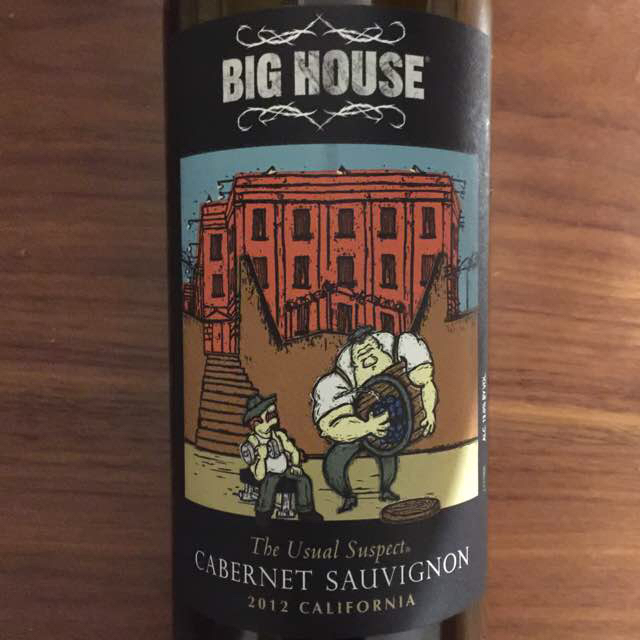 BIG HOUSE®
The Usual Suspect®
CABERNET SAUVIGNON
2012 CALIFORNIA